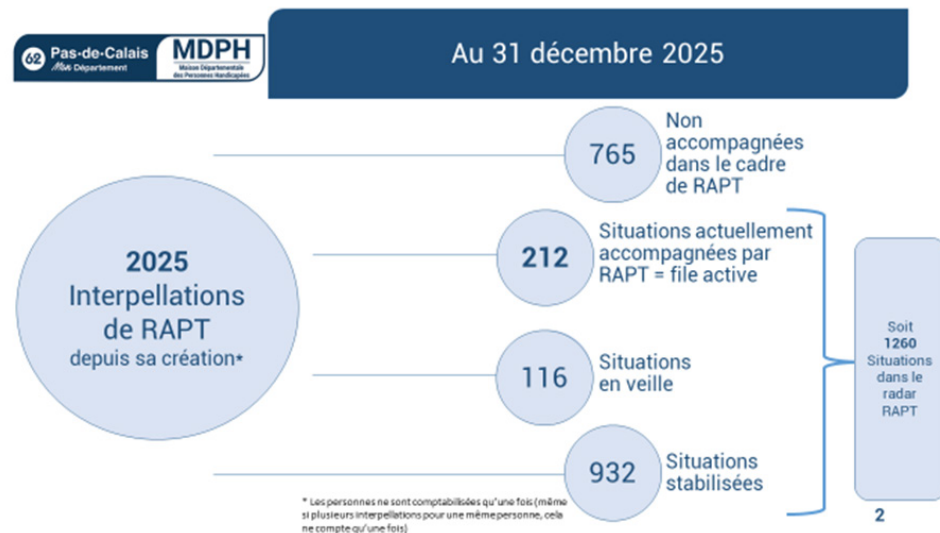 62 Pas-de-Calais
Mon Département
MDPH
Maison Départementale
des Personnes Handicapées
Au 31 décembre 2025
2025
Interpellations
de RAPT
depuis sa création*
765
Non
accompagnées
dans le cadre
de RAPT
212
Situations actuellement
accompagnées par
RAPT = file active
116
Situations
en veille
932
Situations
stabilisées
Soit
1260
Situations
dans le
radar
RAPT
* Les personnes ne sont comptabilisées qu'une fois (même
si plusieurs interpellations pour une même personne, cela
ne compte qu'une fois)
2